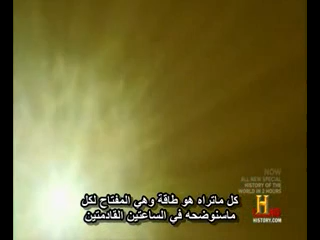 NOW
ALL NEW SPECIAL
HISTORY OF THE
WORLD IN 2 HOURS
كل ماتراه هو طاقة وهي المفتاح لكل
ماسنوضحه في الساعتين القادمتين
H HD
HISTORY.COM